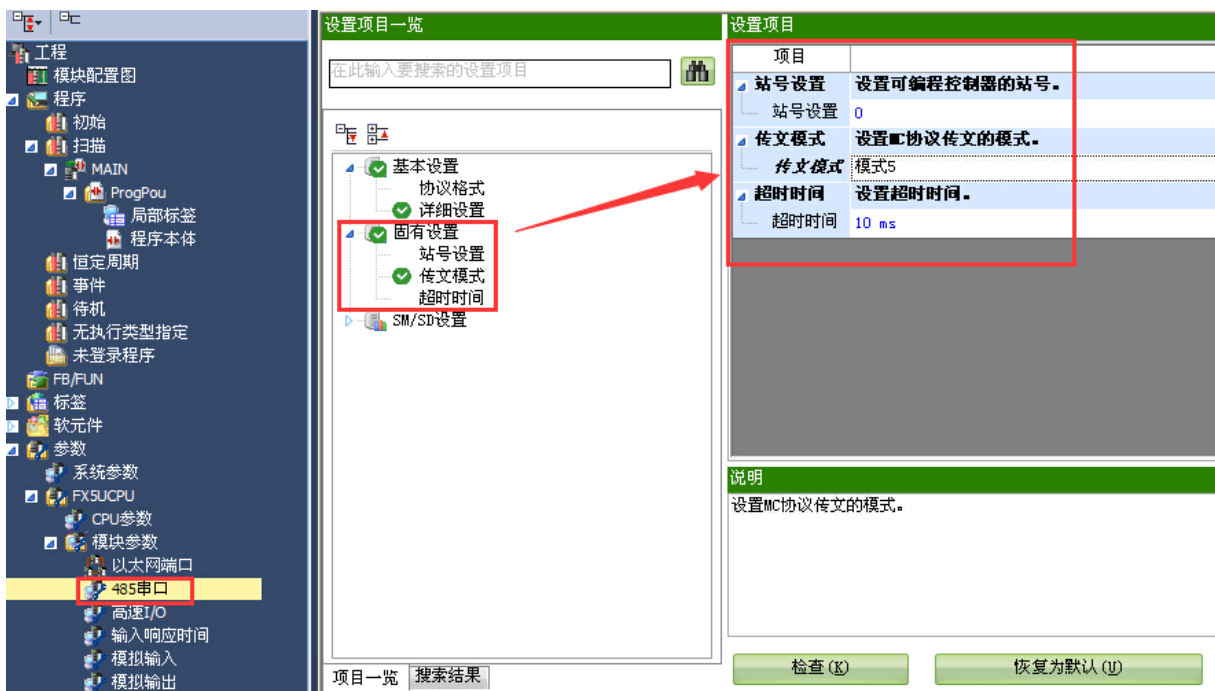 工程
模块配置图
程序
初始
扫描
MAIN
ProgPou
局部标签
程序本体
恒定周期
事件
待机
无执行类型指定
未登录程序
FB/FUN
标签
软元件
参数
系统参数
FX5UCPU
CPU参数
模块参数
以太网端口
485串口
高速I/O
输入响应时间
模拟输入
模拟输出
设置项目一览
在此输入要搜索的设置项目
基本设置
协议格式
详细设置
固有设置
站号设置
传文模式
超时时间
SM/SD设置
项目一览 搜索结果
设置项目
项目
站号设置 设置可编程控制器的站号。
站号设置 0
传文模式 设置MC协议传文的模式。
传文模式 模式5
超时时间 设置超时时间。
超时时间 10 ms
说明
设置MC协议传文的模式。
检查(K) 恢复为默认(U)